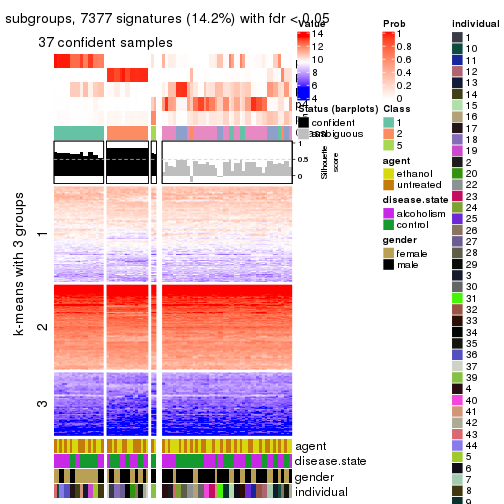 subgroups, 7377 signatures (14.2%) with fdr < 0.05
37 confident samples
k-means with 3 groups
1
2
3
p4
1
0.5
0
Silhouette
score
agent
disease.state
gender
individual
Value
14
12
10
8
6
4
Status (barplots)
confident
ambiguous
Prob
1
0.8
0.6
0.4
0.2
0
Class
1
2
5
agent
ethanol
untreated
disease.state
alcoholism
control
gender
female
male
individual
1
10
11
12
13
14
15
16
17
18
19
2
20
22
23
24
25
26
27
28
29
3
30
31
32
33
34
35
36
37
39
4
40
41
42
43
44
5
6
7
8
9